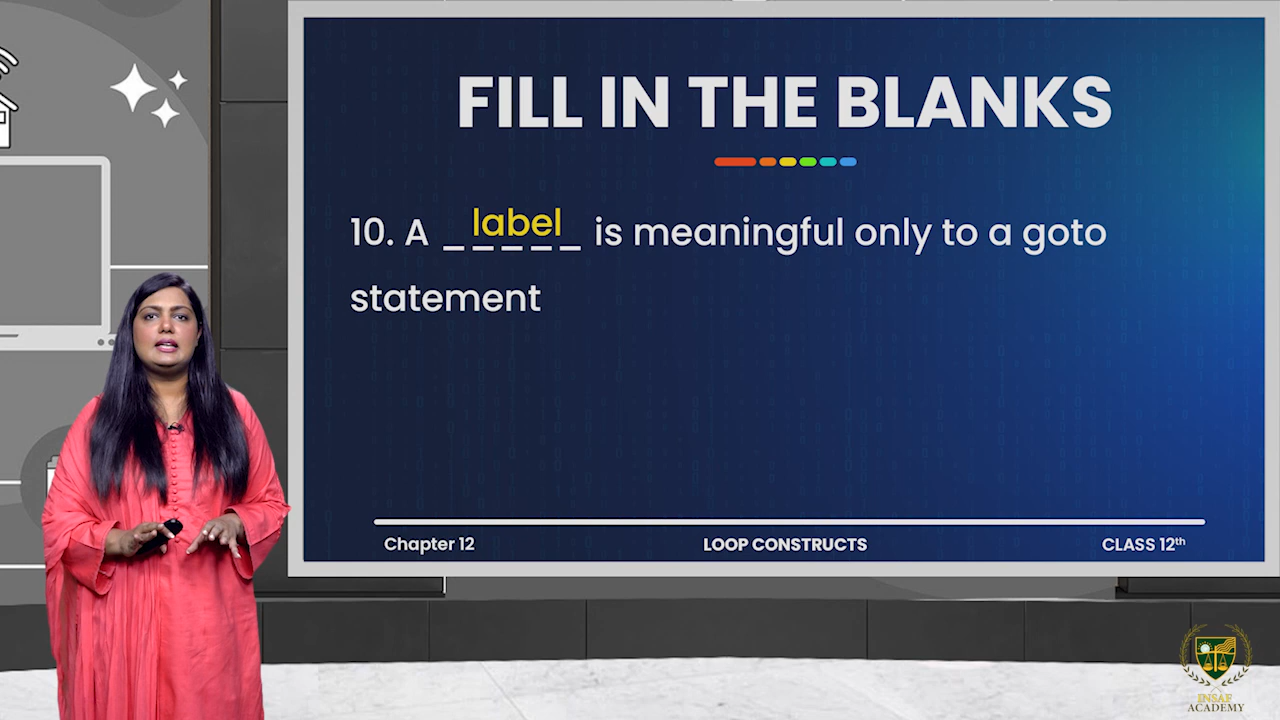 FILL IN THE BLANKS
10. A label is meaningful only to a goto
statement
Chapter 12 LOOP CONSTRUCTS CLASS 12th
INSAF
ACADEMY